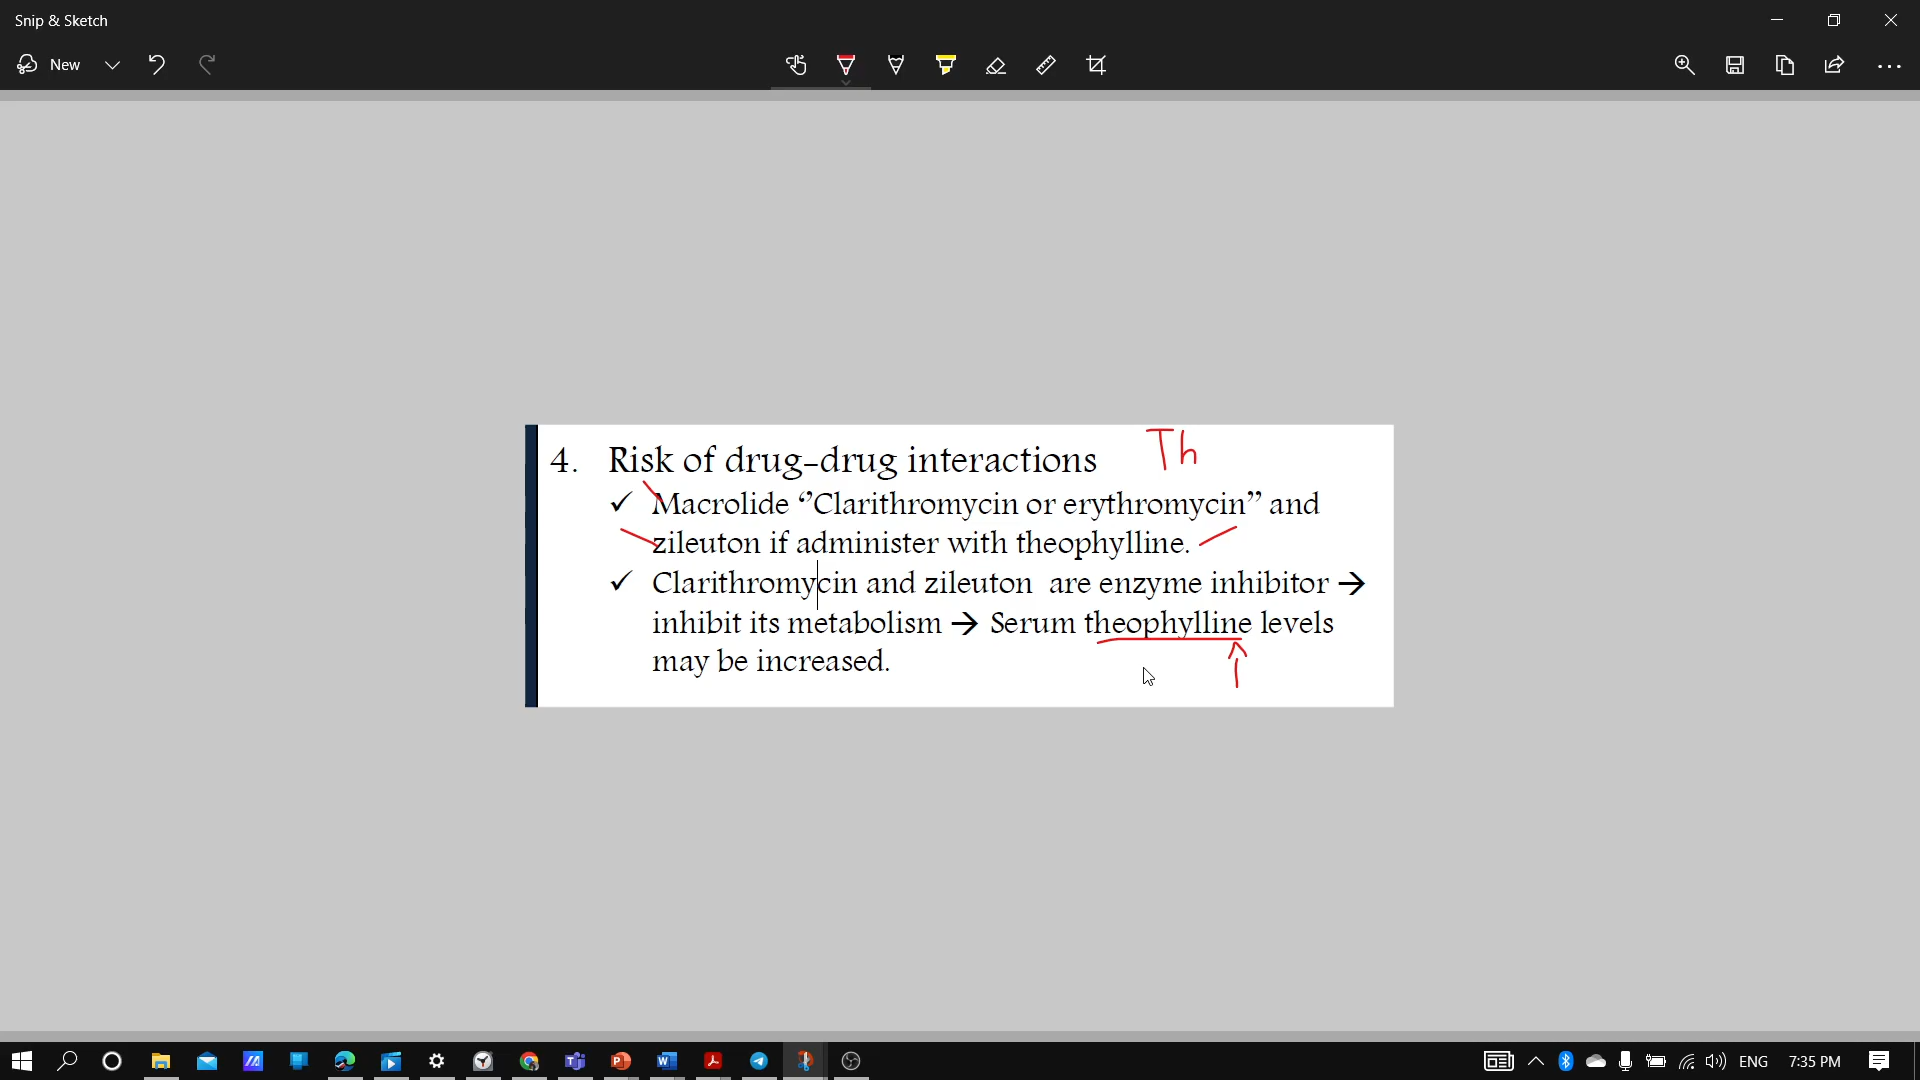 Snip & Sketch
New
Th
4. Risk of drug-drug interactions
✓ Macrolide “Clarithromycin or erythromycin” and
zileuton if administer with theophylline.
✓ Clarithromycin and zileuton are enzyme inhibitor →
inhibit its metabolism → Serum theophylline levels
may be increased.
ENG
7:35 PM